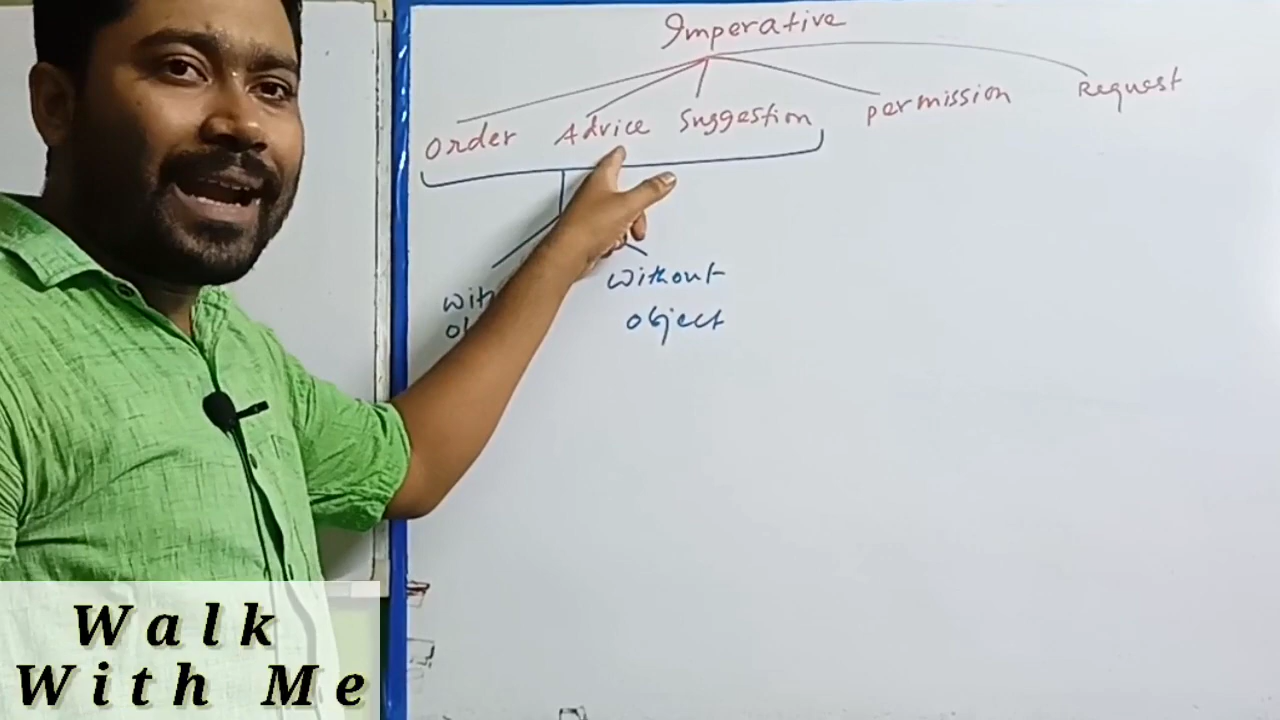 Imperative
Order Advice Suggestion permission Request
without
object
Walk
With Me